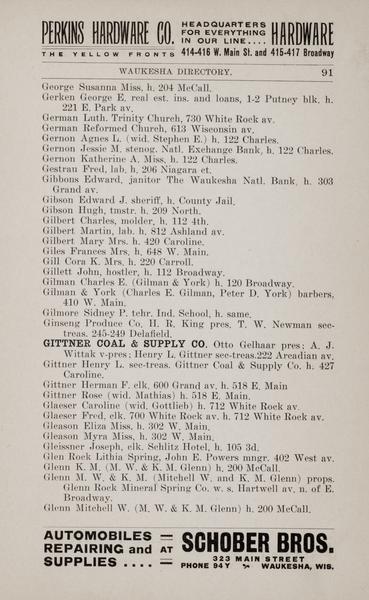 PERKINS HARDWARE CO. HEADQUARTERS FOR EVERYTHING IN OUR LINE.... HARDWARE
THE YELLOW FRONTS 414-416 W. Main St. and 415-417 Broadway
WAUKESHA DIRECTORY. 91
George Susanna Miss, h. 204 McCall.
Gerken George E. real est. ins. and loans, 1-2 Putney blk. h.
221 E. Park av.
German Luth. Trinity Church, 730 White Rock av.
German Reformed Church, 613 Wisconsin av.
Gernon Agnes L. (wid. Stephen E.) h. 122 Charles.
Gernon Jessie M. stenog. Natl. Exchange Bank, h. 122 Charles.
Gernon Katherine A. Miss, h. 122 Charles.
Gestrau Fred, lab. h. 206 Niagara et.
Gibbons Edward, janitor The Waukesha Natl. Bank, h. 303
Grand av.
Gibson Edward J. sheriff, h. County Jail.
Gibson Hugh, tmstr. h. 209 North.
Gilbert Charles, molder, h. 112 4th.
Gilbert Martin, lab. h. 812 Ashland av.
Gilbert Mary Mrs. h. 420 Caroline.
Giles Frances Mrs. h. 648 W. Main.
Gill Cora K. Mrs. h. 220 Carroll.
Gillett John, hostler, h. 112 Broadway.
Gilman Charles E. (Gilman & York) h. 120 Broadway.
Gilman & York (Charles E. Gilman, Peter D. York) barbers,
410 W. Main.
Gilmore Sidney P. tchr. Ind. School, h. same.
Ginseng Produce Co. H. R. King pres. T. W. Newman sec-
treas. 245-249 Delafield.
GITTNER COAL & SUPPLY CO. Otto Gelhaar pres; A. J.
Wittak v-pres; Henry L. Gittner sec-treas.222 Arcadian av.
Gittner Henry L. sec-treas. Gittner Coal & Supply Co. h. 427
Caroline.
Gittner Herman F. clk. 600 Grand av. h. 518 E. Main
Gittner Rose (wid. Mathias) h. 518 E. Main.
Glaeser Caroline (wid. Gottlieb) h. 712 White Rock av.
Glaeser Fred, clk. 700 White Rock av. h. 712 White Rock av.
Gleason Eliza Miss, h. 302 W. Main.
Gleason Myra Miss, h. 302 W. Main.
Gleissner Joseph, clk. Schlitz Hotel, h. 105 3d.
Glen Rock Lithia Spring, John E. Powers mngr. 402 West av.
Glenn K. M. (M. W. & K. M. Glenn) h. 200 McCall.
Glenn M. W. & K. M. (Mitchell W. and K. M. Glenn) props.
Glenn Rock Mineral Spring Co. w. s. Hartwell av. n. of E.
Broadway.
Glenn Mitchell W. (M. W. & K. M. Glenn) h. 200 McCall.
AUTOMOBILES
REPAIRING and AT SCHOBER BROS.
SUPPLIES .... 323 MAIN STREET
PHONE 94Y WAUKESHA, WIS.